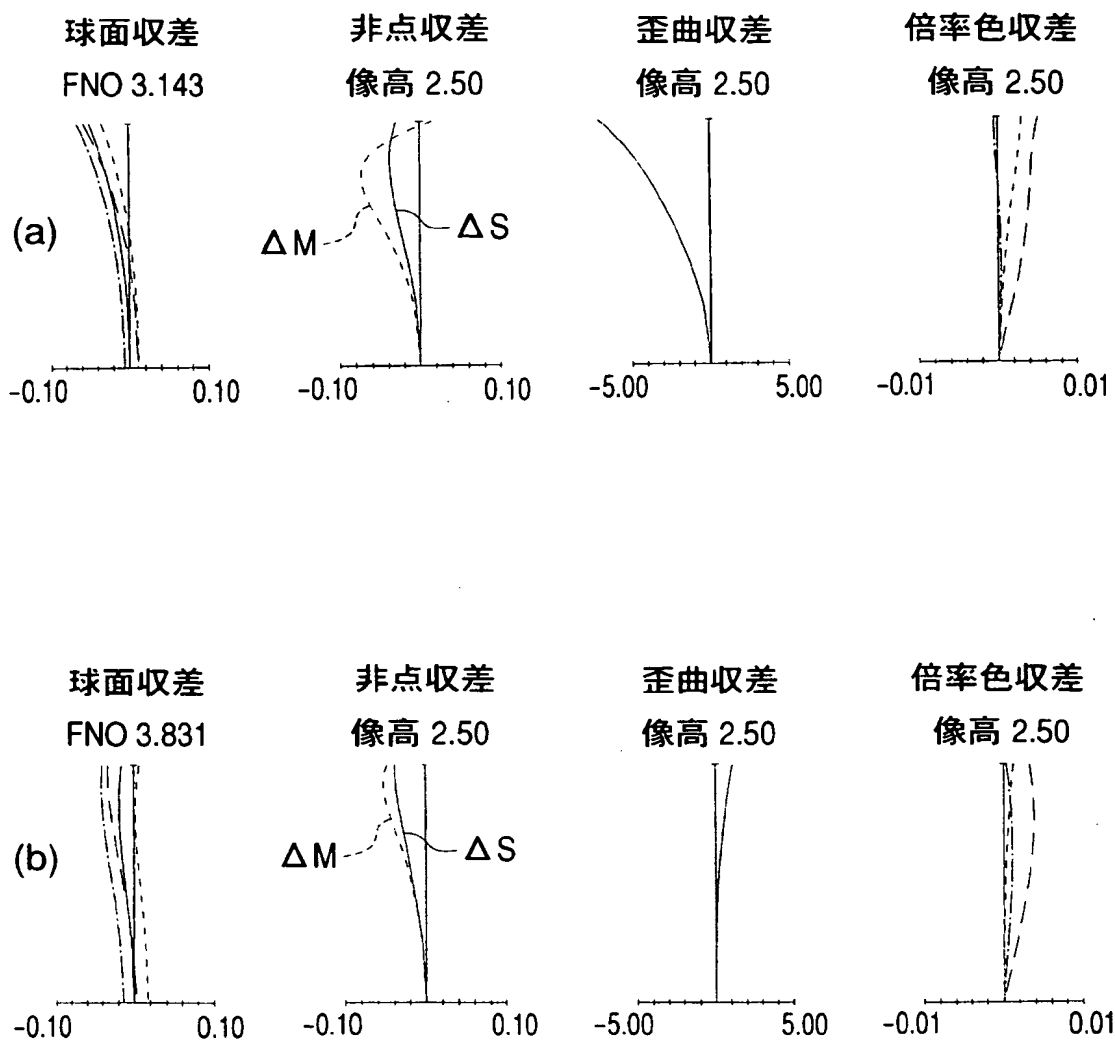 球面収差 非点収差 歪曲収差 倍率色収差
FNO 3.143 像高 2.50 像高 2.50 像高 2.50
(a)
ΔM ΔS
-0.10 0.10 -0.10 0.10 -5.00 5.00 -0.01 0.01
球面収差 非点収差 歪曲収差 倍率色収差
FNO 3.831 像高 2.50 像高 2.50 像高 2.50
(b)
ΔM ΔS
-0.10 0.10 -0.10 0.10 -5.00 5.00 -0.01 0.01